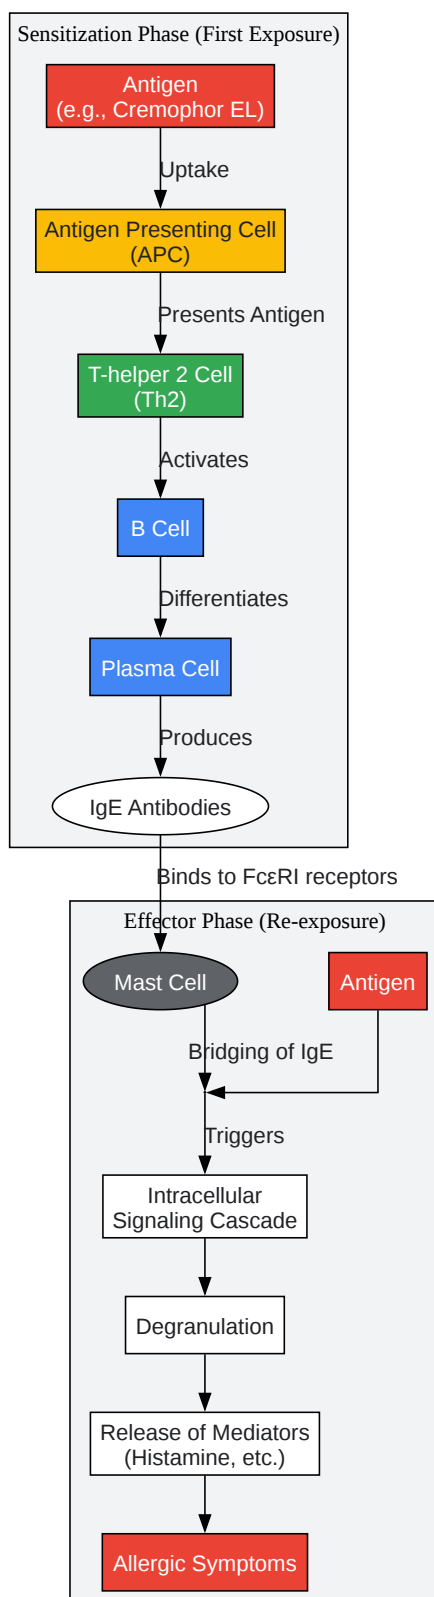 Sensitization Phase (First Exposure)
Antigen
(e.g., Cremophor EL)
Uptake
Antigen Presenting Cell
(APC)
Presents Antigen
T-helper 2 Cell
(Th2)
Activates
B Cell
Differentiates
Plasma Cell
Produces
IgE Antibodies
Binds to FcεRI receptors
Effector Phase (Re-exposure)
Mast Cell
Antigen
Bridging of IgE
Triggers
Intracellular
Signaling Cascade
Degranulation
Release of Mediators
(Histamine, etc.)
Allergic Symptoms